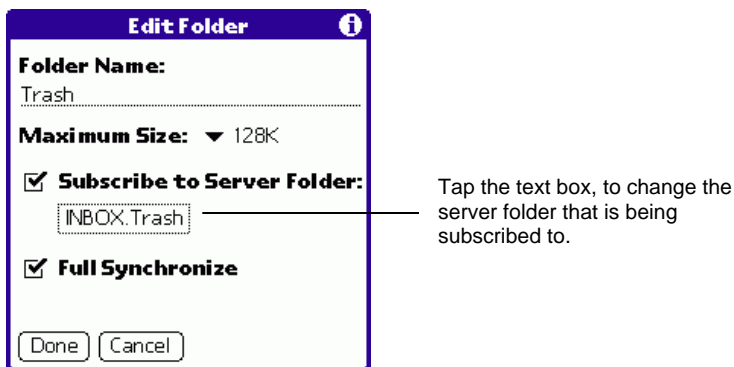 Edit Folder i
Folder Name:
Trash
Maximum Size: 128K
Subscribe to Server Folder:
INBOX.Trash
Full Synchronize
Done Cancel
Tap the text box, to change the
server folder that is being
subscribed to.